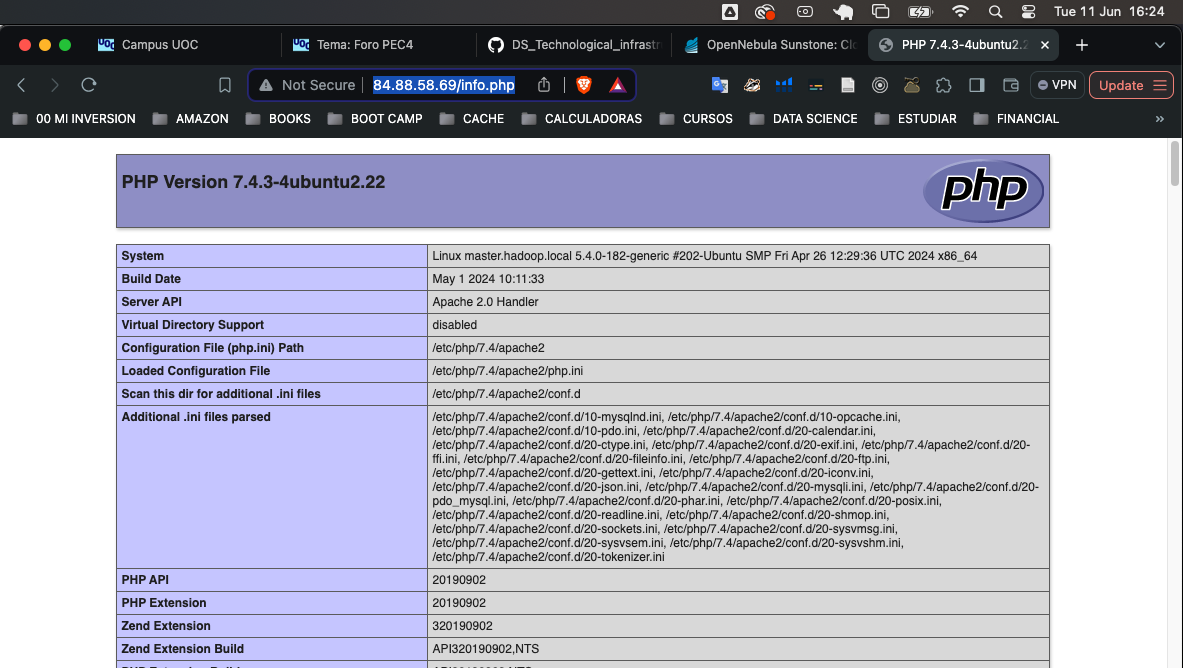 Tue 11 Jun 16:24
Campus UOC
Tema: Foro PEC4
DS_Technological_infrastr
OpenNebula Sunstone: Clo
PHP 7.4.3-4ubuntu2.2
Not Secure
84.88.58.69/info.php
VPN
Update
00 MI INVERSION
AMAZON
BOOKS
BOOT CAMP
CACHE
CALCULADORAS
CURSOS
DATA SCIENCE
ESTUDIAR
FINANCIAL
»
PHP Version 7.4.3-4ubuntu2.22
php
System Linux master.hadoop.local 5.4.0-182-generic #202-Ubuntu SMP Fri Apr 26 12:29:36 UTC 2024 x86_64
Build Date May 1 2024 10:11:33
Server API Apache 2.0 Handler
Virtual Directory Support disabled
Configuration File (php.ini) Path /etc/php/7.4/apache2
Loaded Configuration File /etc/php/7.4/apache2/php.ini
Scan this dir for additional .ini files /etc/php/7.4/apache2/conf.d
Additional .ini files parsed /etc/php/7.4/apache2/conf.d/10-mysqlnd.ini, /etc/php/7.4/apache2/conf.d/10-opcache.ini,
/etc/php/7.4/apache2/conf.d/10-pdo.ini, /etc/php/7.4/apache2/conf.d/20-calendar.ini,
/etc/php/7.4/apache2/conf.d/20-ctype.ini, /etc/php/7.4/apache2/conf.d/20-exif.ini, /etc/php/7.4/apache2/conf.d/20-
ffi.ini, /etc/php/7.4/apache2/conf.d/20-fileinfo.ini, /etc/php/7.4/apache2/conf.d/20-ftp.ini,
/etc/php/7.4/apache2/conf.d/20-gettext.ini, /etc/php/7.4/apache2/conf.d/20-iconv.ini,
/etc/php/7.4/apache2/conf.d/20-json.ini, /etc/php/7.4/apache2/conf.d/20-mysqli.ini, /etc/php/7.4/apache2/conf.d/20-
pdo_mysql.ini, /etc/php/7.4/apache2/conf.d/20-phar.ini, /etc/php/7.4/apache2/conf.d/20-posix.ini,
/etc/php/7.4/apache2/conf.d/20-readline.ini, /etc/php/7.4/apache2/conf.d/20-shmop.ini,
/etc/php/7.4/apache2/conf.d/20-sockets.ini, /etc/php/7.4/apache2/conf.d/20-sysvmsg.ini,
/etc/php/7.4/apache2/conf.d/20-sysvsem.ini, /etc/php/7.4/apache2/conf.d/20-sysvshm.ini,
/etc/php/7.4/apache2/conf.d/20-tokenizer.ini
PHP API 20190902
PHP Extension 20190902
Zend Extension 320190902
Zend Extension Build API320190902,NTS